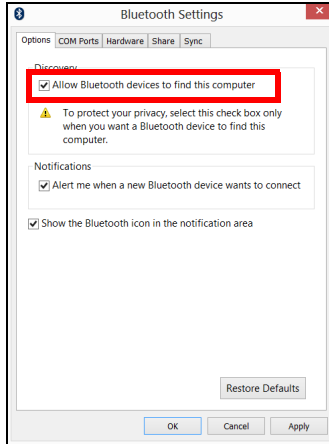 Bluetooth Settings
Options COM Ports Hardware Share Sync
Discovery
Allow Bluetooth devices to find this computer
To protect your privacy, select this check box only
when you want a Bluetooth device to find this
computer.
Notifications
Alert me when a new Bluetooth device wants to connect
Show the Bluetooth icon in the notification area
Restore Defaults
OK Cancel Apply